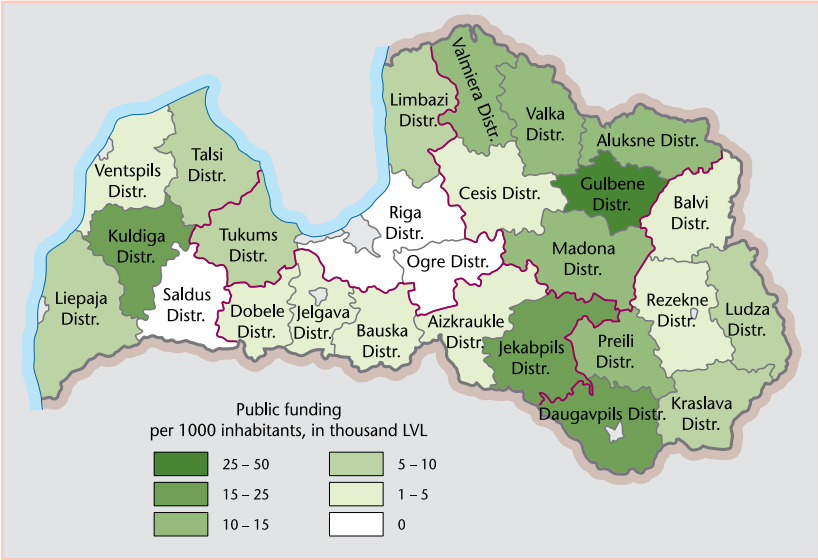 Valmiera Distr.
Limbazi
Distr.
Valka
Distr.
Aluksne Distr.
Talsi
Distr.
Ventspils
Distr.
Cesis Distr.
Gulbene
Distr.
Balvi
Distr.
Riga
Distr.
Kuldiga
Distr.
Tukums
Distr.
Madona
Distr.
Ogre Distr.
Saldus
Distr.
Liepaja
Distr.
Dobele
Distr.
Jelgava
Distr.
Bauska
Distr.
Aizkraukle
Distr.
Rezekne
Distr.
Ludza
Distr.
Jekabpils
Distr.
Preili
Distr.
Daugavpils Distr.
Kraslava
Distr.
Public funding
per 1000 inhabitants, in thousand LVL
25 – 50
15 – 25
10 – 15
5 – 10
1 – 5
0